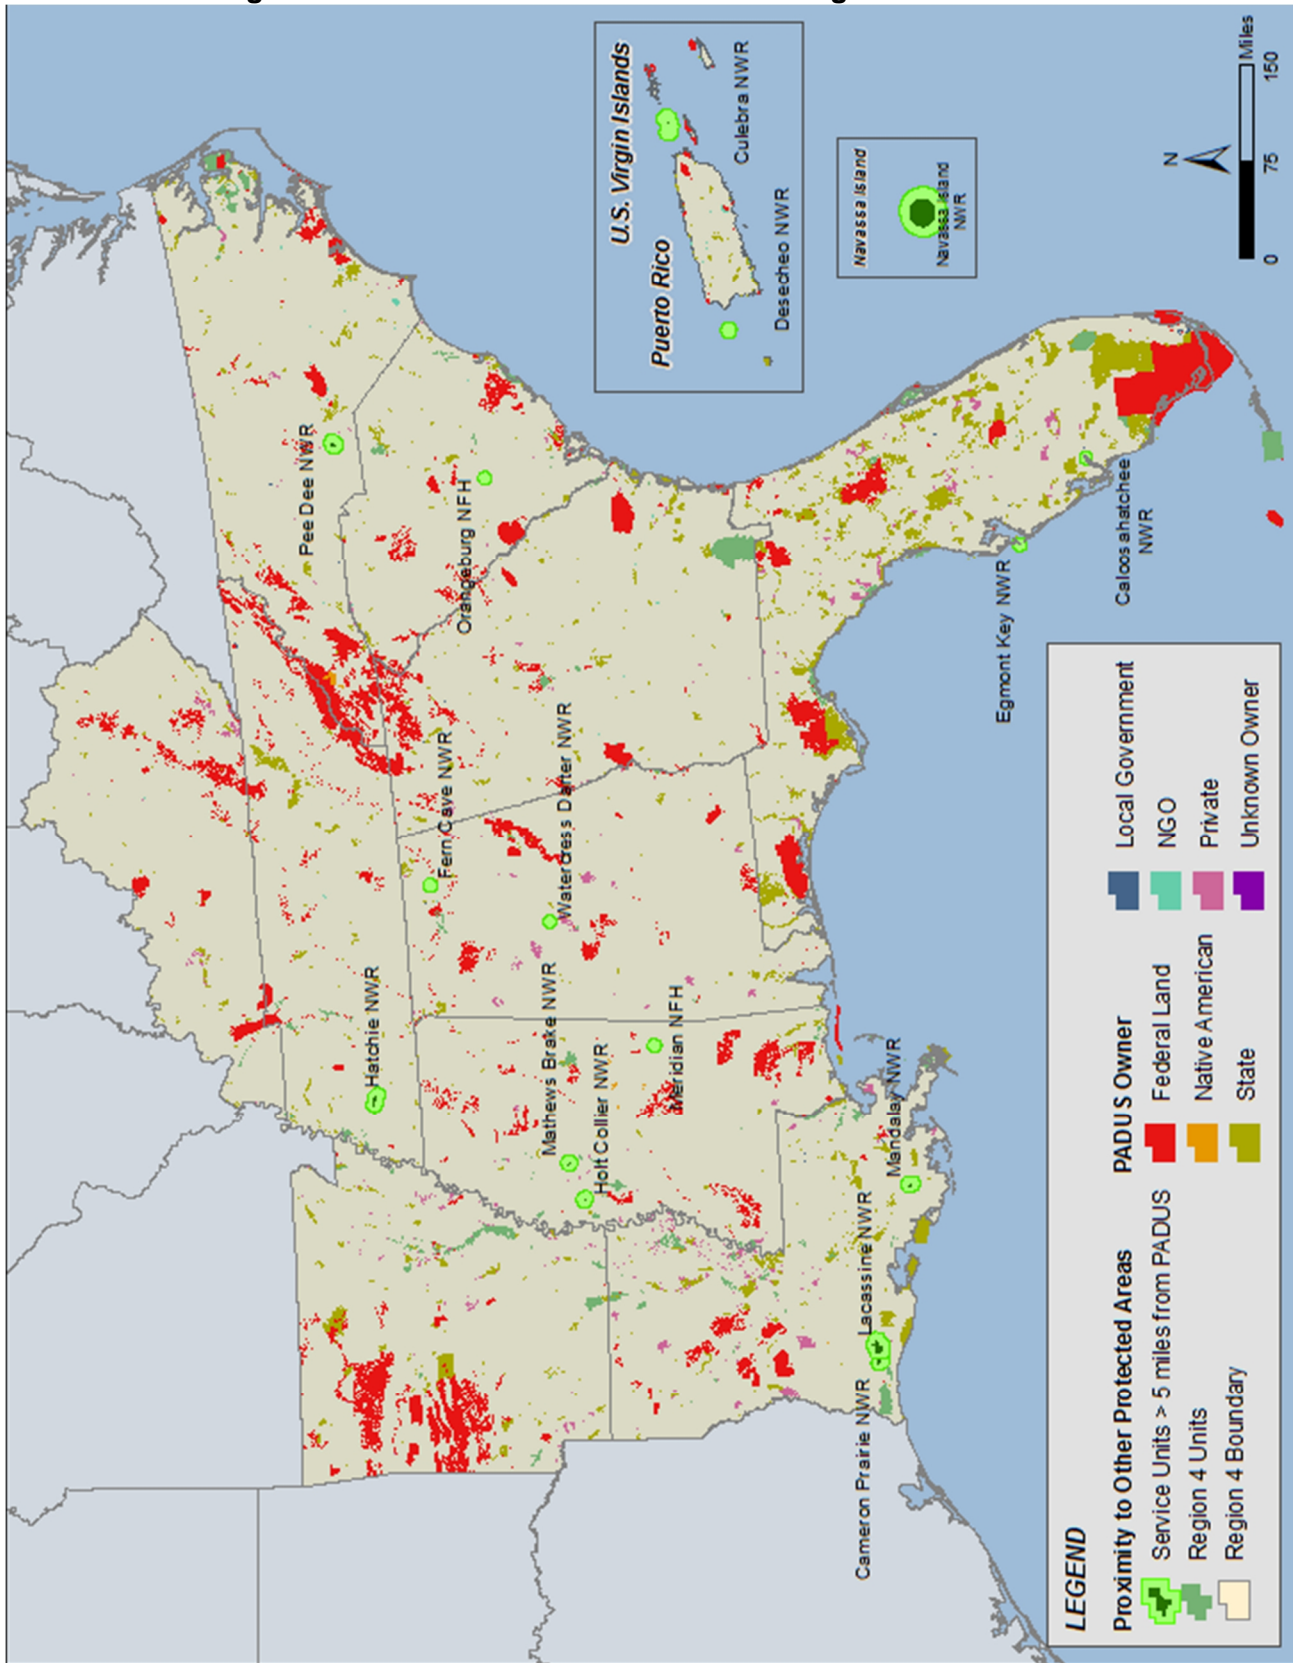 U.S. Virgin Islands
Puerto Rico
Culebra NWR
Desecheo NWR
Navassa Island
Navassa Island
NWR
N
0 75 150
Miles
Pee Dee NWR
Orangeburg NFH
Fern Cave NWR
Watercress Darter NWR
Hatchie NWR
Mathews Brake NWR
Holt Collier NWR
Meridian NFH
Mandalay NWR
Lacassine NWR
Cameron Prairie NWR
Egmont Key NWR
Caloosahatchee
NWR
LEGEND
Proximity to Other Protected Areas
Service Units > 5 miles from PADUS
Region 4 Units
Region 4 Boundary
PADUS Owner
Federal Land
Native American
State
Local Government
NGO
Private
Unknown Owner